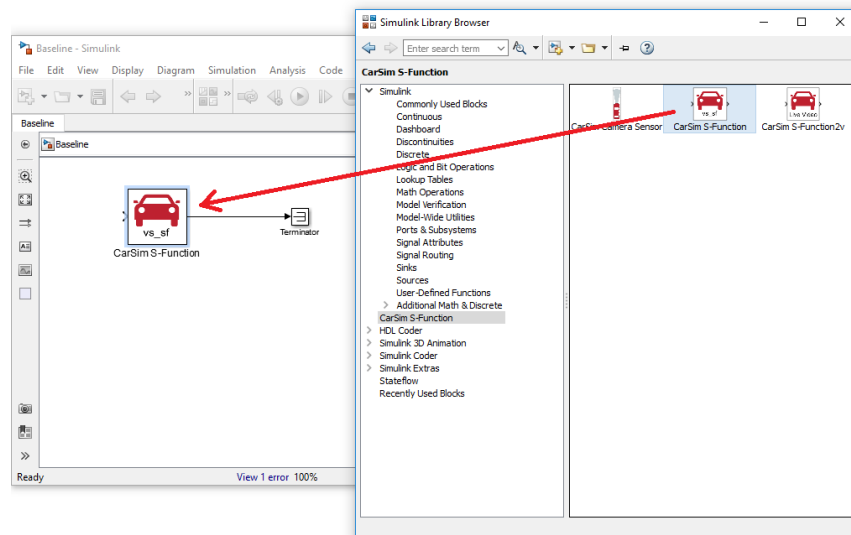 Simulink Library Browser
Enter search term
CarSim S-Function
Simulink
Commonly Used Blocks
Continuous
Dashboard
Discontinuities
Discrete
Logic and Bit Operations
Lookup Tables
Math Operations
Model Verification
Model-Wide Utilities
Ports & Subsystems
Signal Attributes
Signal Routing
Sinks
Sources
User-Defined Functions
Additional Math & Discrete
CarSim S-Function
HDL Coder
Simulink 3D Animation
Simulink Coder
Simulink Extras
Stateflow
Recently Used Blocks
vs_sf
Live Video
CarSim Camera Sensor CarSim S-Function CarSim S-Function2v
Baseline - Simulink
File Edit View Display Diagram Simulation Analysis Code
Baseline
Baseline
vs_sf
CarSim S-Function
Terminator
Ready View 1 error 100%